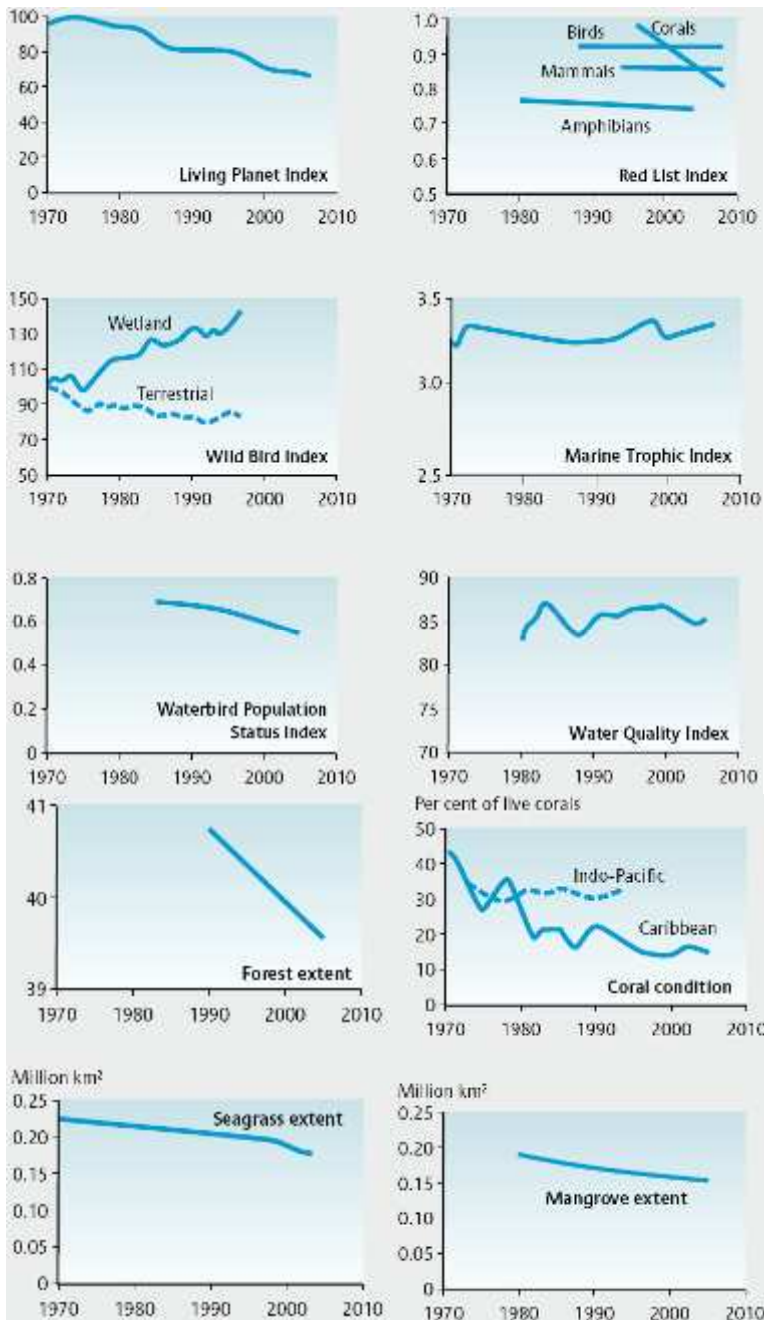 100
80
60
40
20
0
Living Planet Index
1970 1980 1990 2000 2010
1.0
0.9
0.8
0.7
0.6
0.5
Birds Corals
Mammals
Amphibians
Red List Index
1970 1980 1990 2000 2010
150
130
110
90
70
50
Wetland
Terrestrial
Wild Bird Index
1970 1980 1990 2000 2010
3.5
3.0
2.5
Marine Trophic Index
1970 1980 1990 2000 2010
0.8
0.6
0.4
0.2
0
Waterbird Population
Status Index
1970 1980 1990 2000 2010
90
85
80
75
70
Water Quality Index
1970 1980 1990 2000 2010
41
40
39
Forest extent
1970 1980 1990 2000 2010
Per cent of live corals
50
40
30
20
10
0
Indo-Pacific
Caribbean
Coral condition
1970 1980 1990 2000 2010
Million km²
0.25
0.20
0.15
0.10
0.05
0
Seagrass extent
1970 1980 1990 2000 2010
Million km²
0.25
0.20
0.15
0.10
0.05
0
Mangrove extent
1970 1980 1990 2000 2010